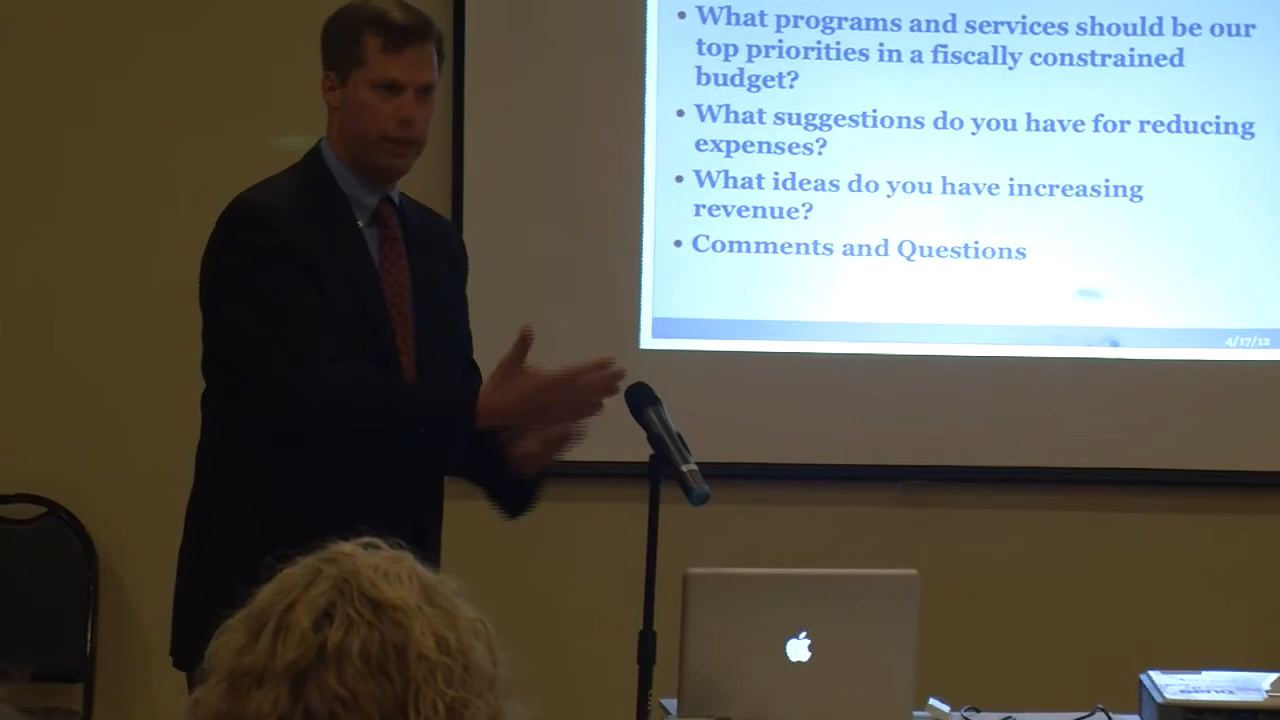 • What programs and services should be our
top priorities in a fiscally constrained
budget?
• What suggestions do you have for reducing
expenses?
• What ideas do you have increasing
revenue?
• Comments and Questions
4/17/12